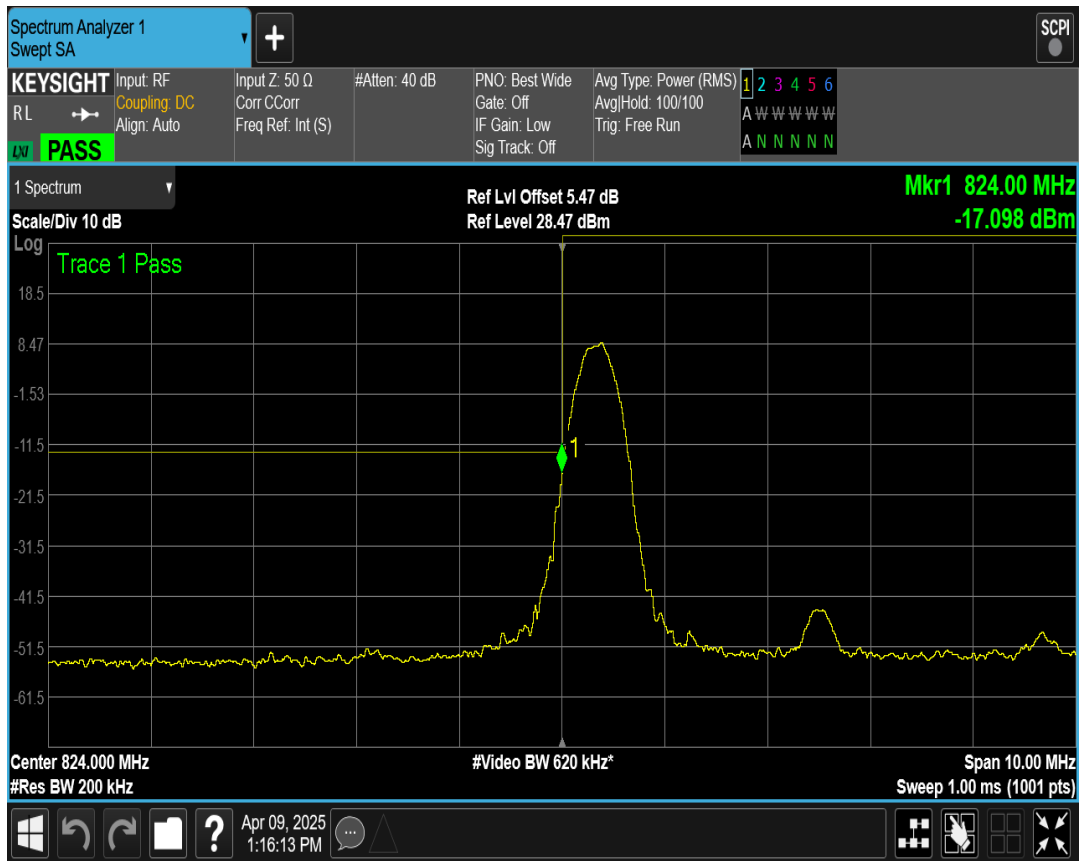 Spectrum Analyzer 1
Swept SA
+
SCPI
KEYSIGHT
R L
LXI
PASS
Input: RF
Coupling: DC
Align: Auto
Input Z: 50 Ω
Corr CCorr
Freq Ref: Int (S)
#Atten: 40 dB
PNO: Best Wide
Gate: Off
IF Gain: Low
Sig Track: Off
Avg Type: Power (RMS)
Avg|Hold: 100/100
Trig: Free Run
1 2 3 4 5 6
A W W W W W
A N N N N N
1 Spectrum
Scale/Div 10 dB
Ref Lvl Offset 5.47 dB
Ref Level 28.47 dBm
Mkr1 824.00 MHz
-17.098 dBm
Log
Trace 1 Pass
18.5
8.47
-1.53
-11.5
1
-21.5
-31.5
-41.5
-51.5
-61.5
Center 824.000 MHz
#Video BW 620 kHz*
Span 10.00 MHz
#Res BW 200 kHz
Sweep 1.00 ms (1001 pts)
?
Apr 09, 2025
1:16:13 PM